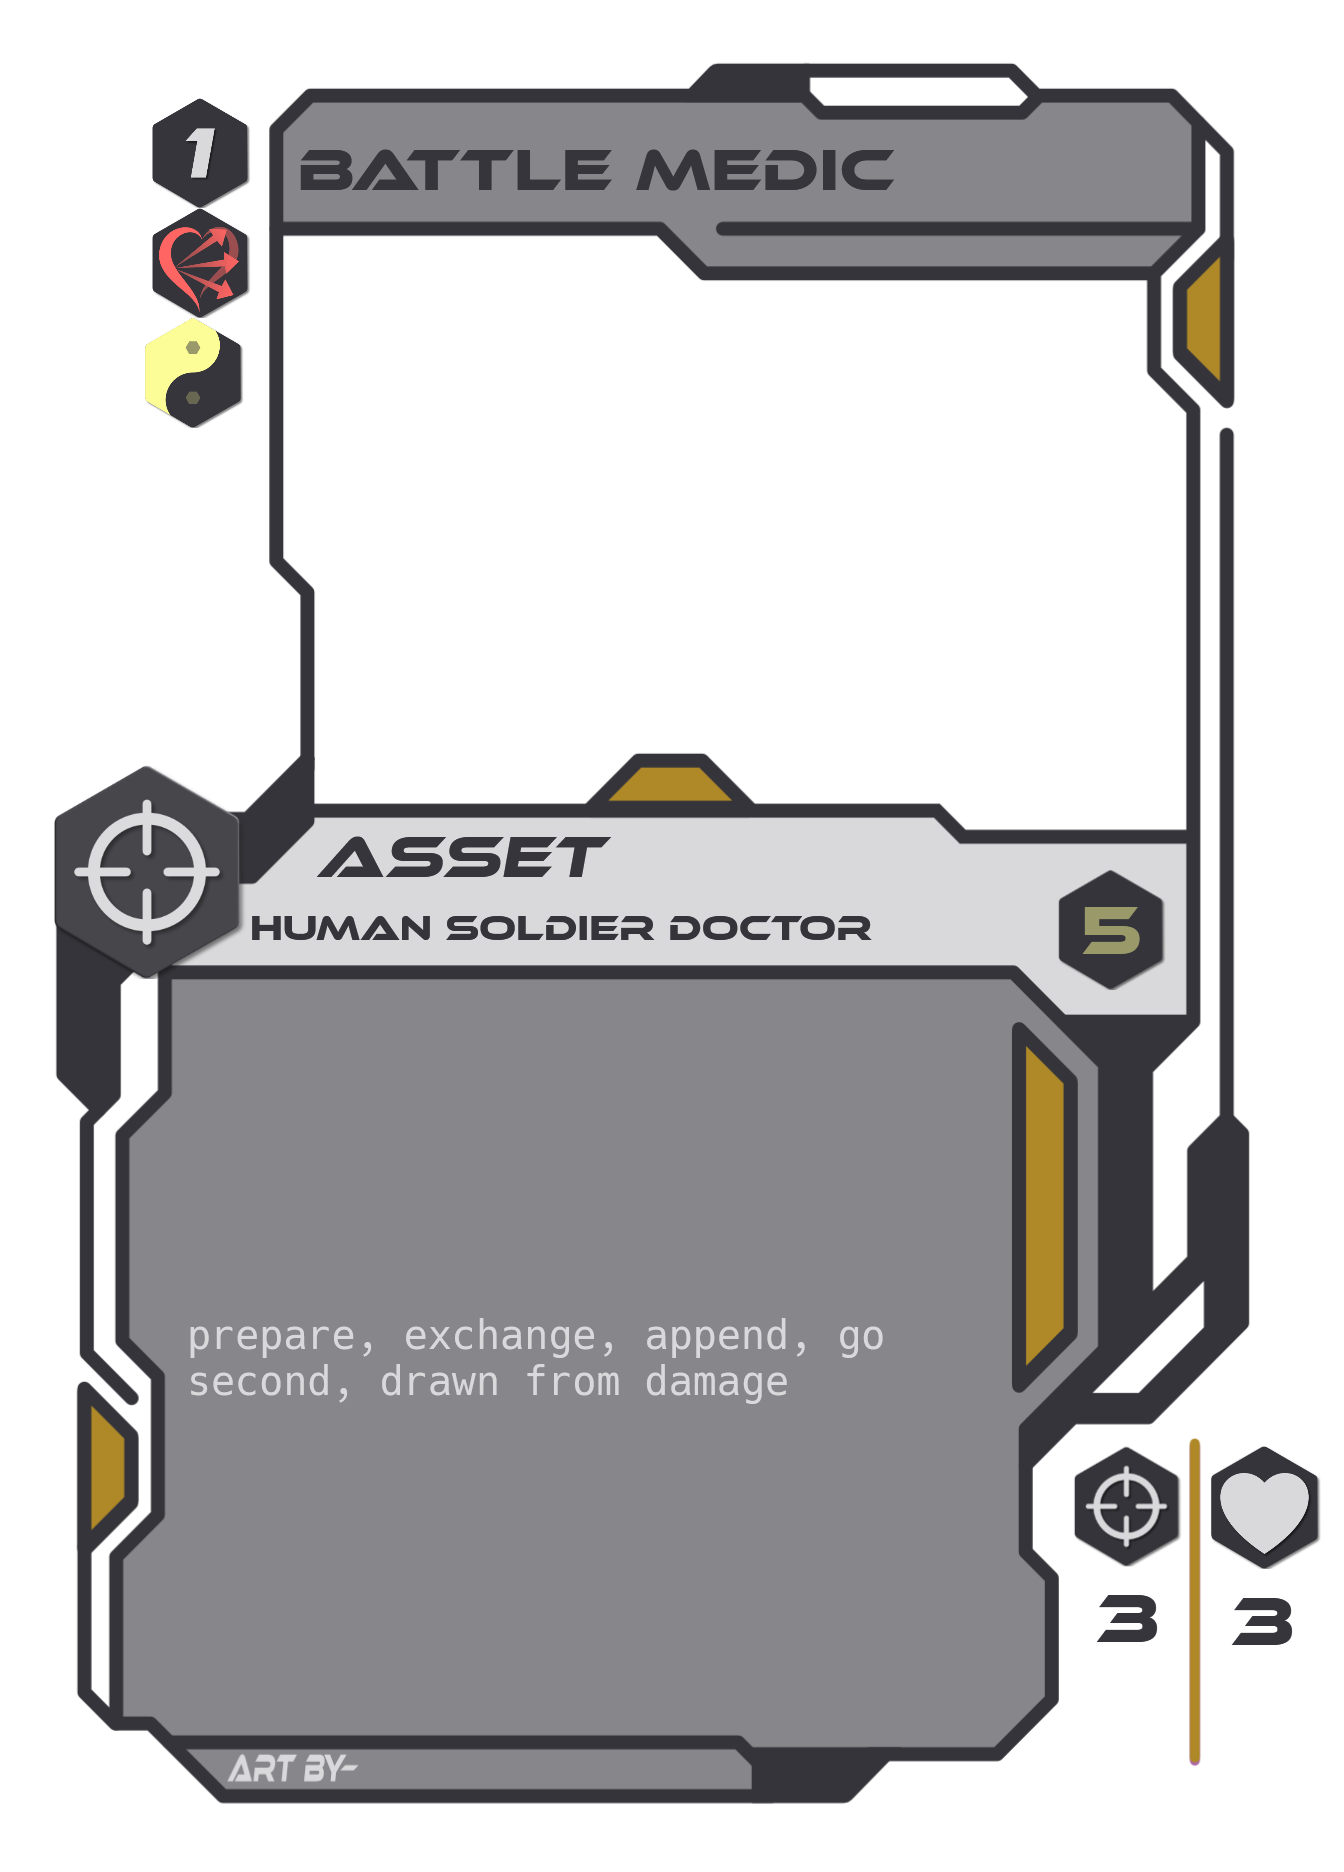 1
BATTLE MEDIC
ASSET
HUMAN SOLDIER DOCTOR
5
prepare, exchange, append, go
second, drawn from damage
3
3
ART BY-